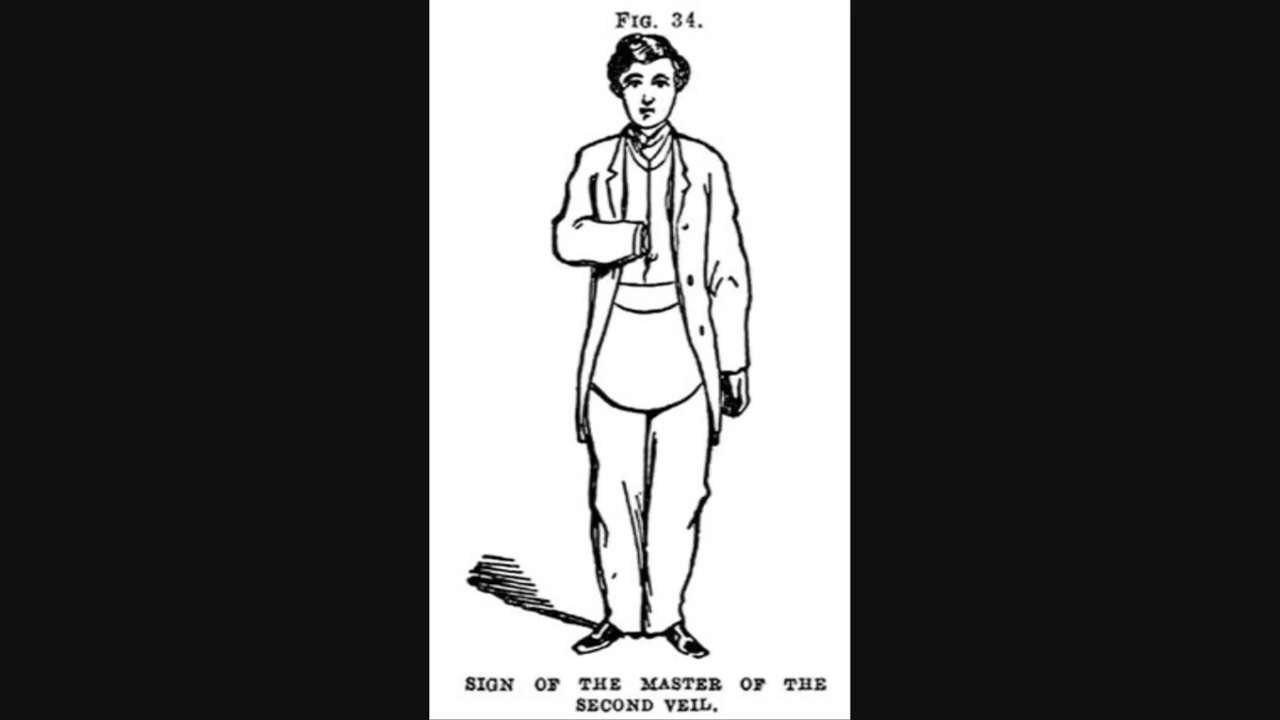 FIG. 34.
SIGN OF THE MASTER OF THE
SECOND VEIL.